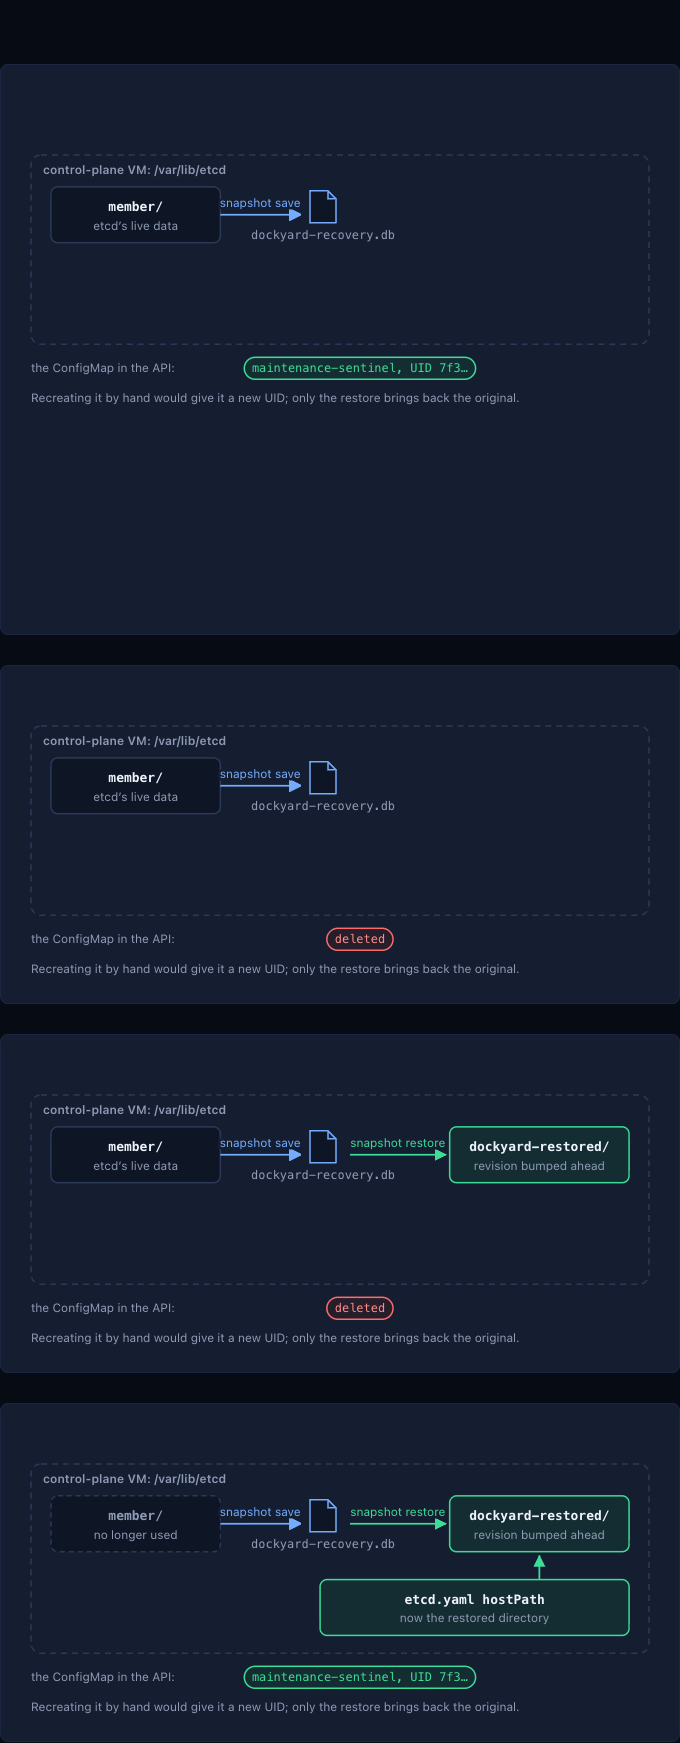 control-plane VM: /var/lib/etcd
member/
etcd's live data
snapshot save
dockyard-recovery.db
the ConfigMap in the API:
maintenance-sentinel, UID 7f3…
Recreating it by hand would give it a new UID; only the restore brings back the original.
control-plane VM: /var/lib/etcd
member/
etcd's live data
snapshot save
dockyard-recovery.db
the ConfigMap in the API:
deleted
Recreating it by hand would give it a new UID; only the restore brings back the original.
control-plane VM: /var/lib/etcd
member/
etcd's live data
snapshot save
dockyard-recovery.db
snapshot restore
dockyard-restored/
revision bumped ahead
the ConfigMap in the API:
deleted
Recreating it by hand would give it a new UID; only the restore brings back the original.
control-plane VM: /var/lib/etcd
member/
no longer used
snapshot save
dockyard-recovery.db
snapshot restore
dockyard-restored/
revision bumped ahead
etcd.yaml hostPath
now the restored directory
the ConfigMap in the API:
maintenance-sentinel, UID 7f3…
Recreating it by hand would give it a new UID; only the restore brings back the original.